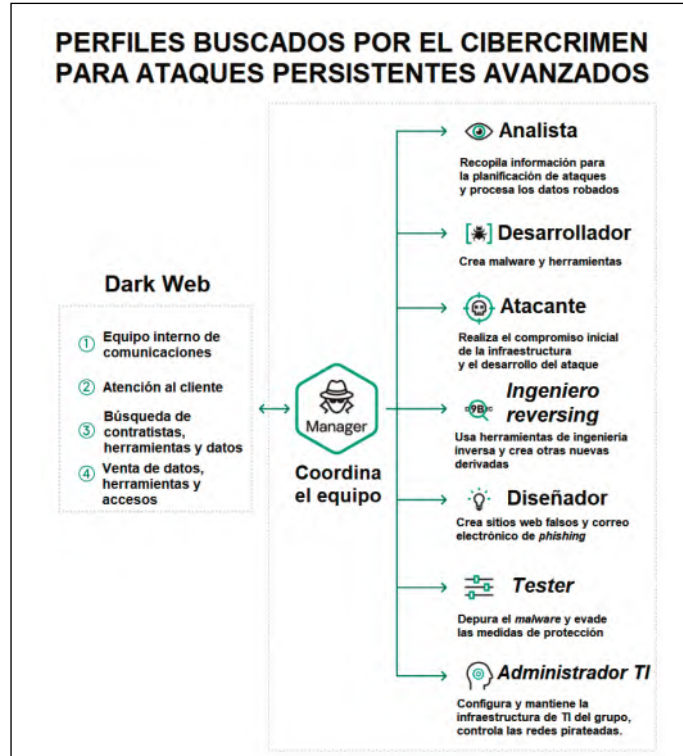 PERFILES BUSCADOS POR EL CIBERCRIMEN
PARA ATAQUES PERSISTENTES AVANZADOS
Dark Web
1 Equipo interno de
comunicaciones
2 Atención al cliente
3 Búsqueda de
contratistas,
herramientas y datos
4 Venta de datos,
herramientas y
accesos
Manager
Coordina
el equipo
Analista
Recopila información para
la planificación de ataques
y procesa los datos robados
Desarrollador
Crea malware y herramientas
Atacante
Realiza el compromiso inicial
de la infraestructura
y el desarrollo del ataque
9B
Ingeniero
reversing
Usa herramientas de ingeniería
inversa y crea otras nuevas
derivadas
Diseñador
Crea sitios web falsos y correo
electrónico de phishing
Tester
Depura el malware y evade
las medidas de protección
Administrador TI
Configura y mantiene la
infraestructura de TI del grupo,
controla las redes pirateadas.